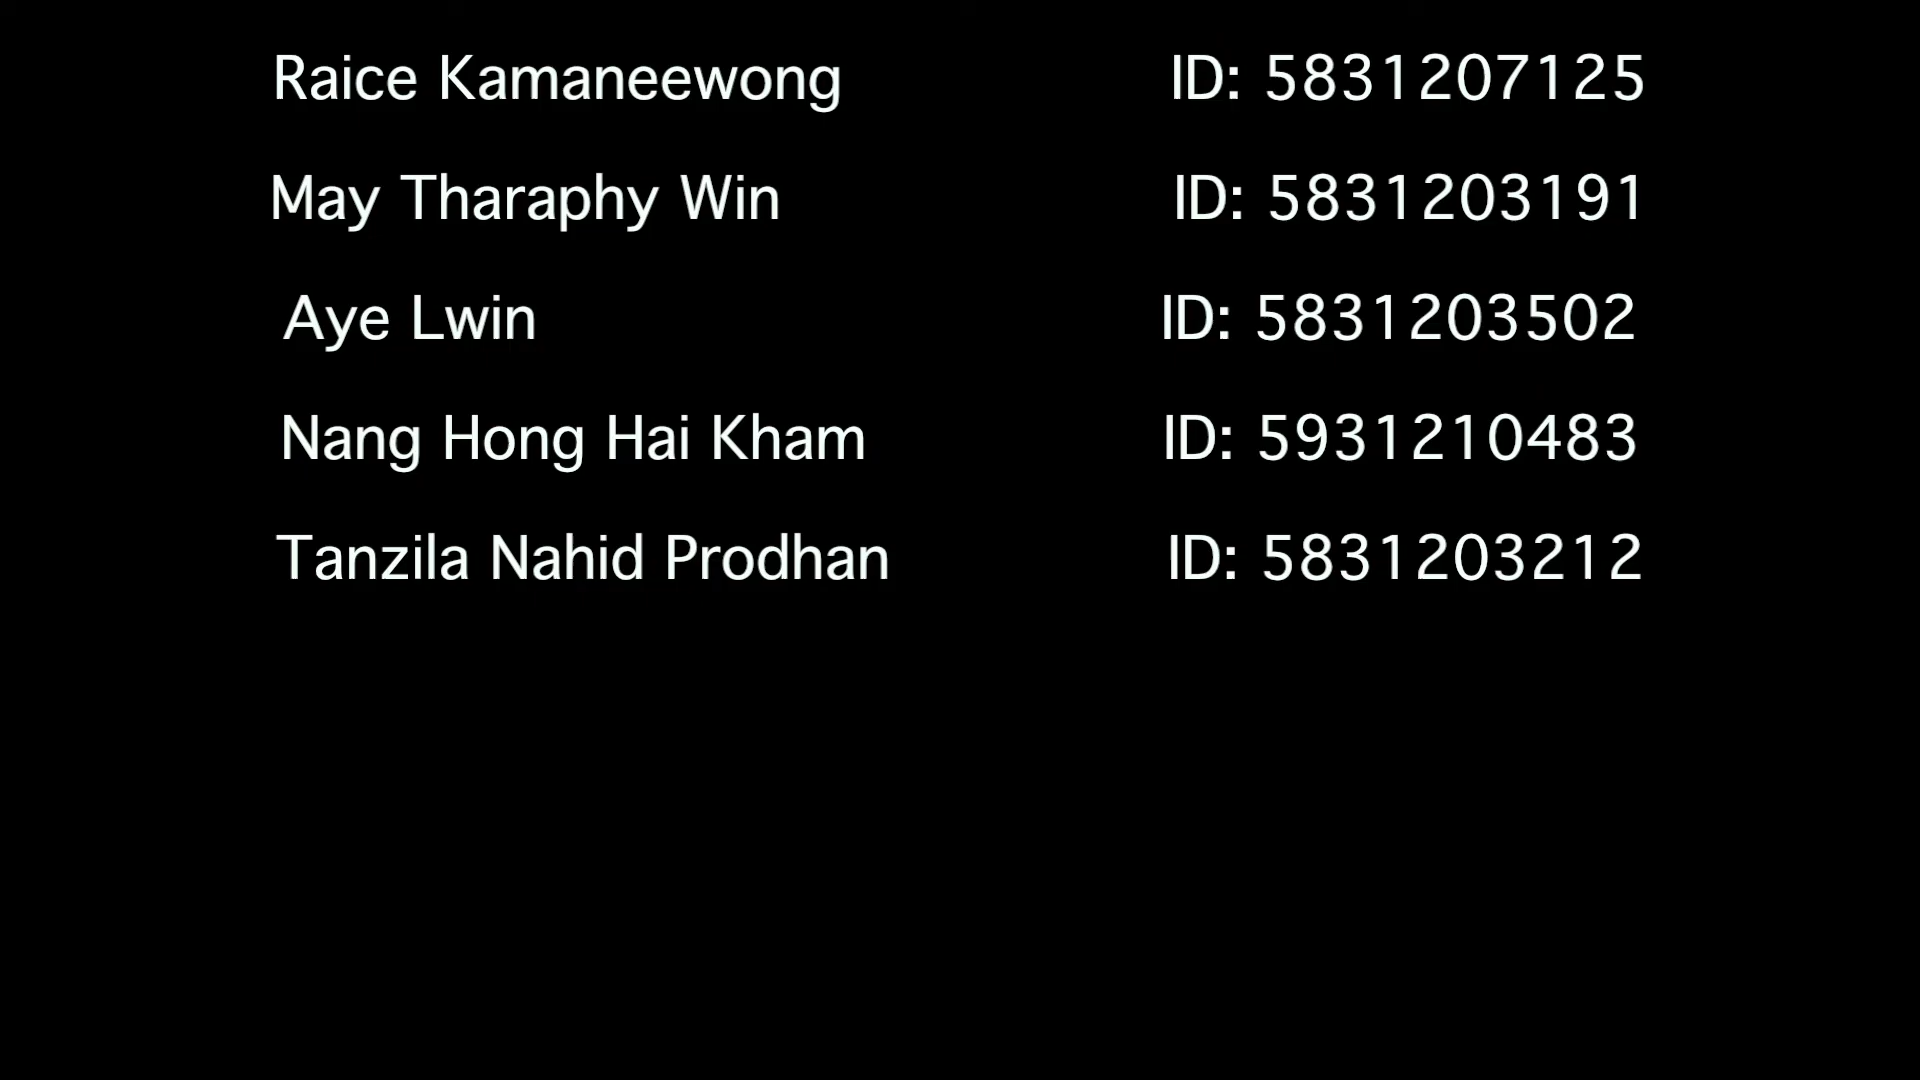 Raice Kamaneewong ID: 5831207125
May Tharaphy Win ID: 5831203191
Aye Lwin ID: 5831203502
Nang Hong Hai Kham ID: 5931210483
Tanzila Nahid Prodhan ID: 5831203212